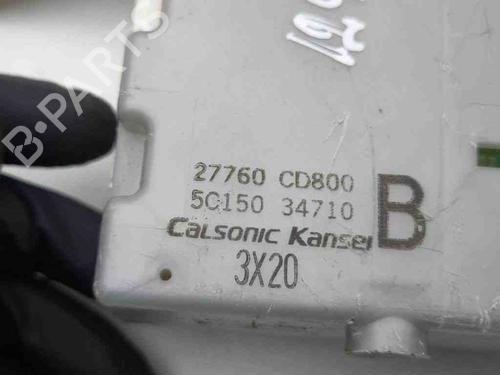 27760 CD800
5C150 34710
CALSONIC Kansei
B
3X20
B-Parts